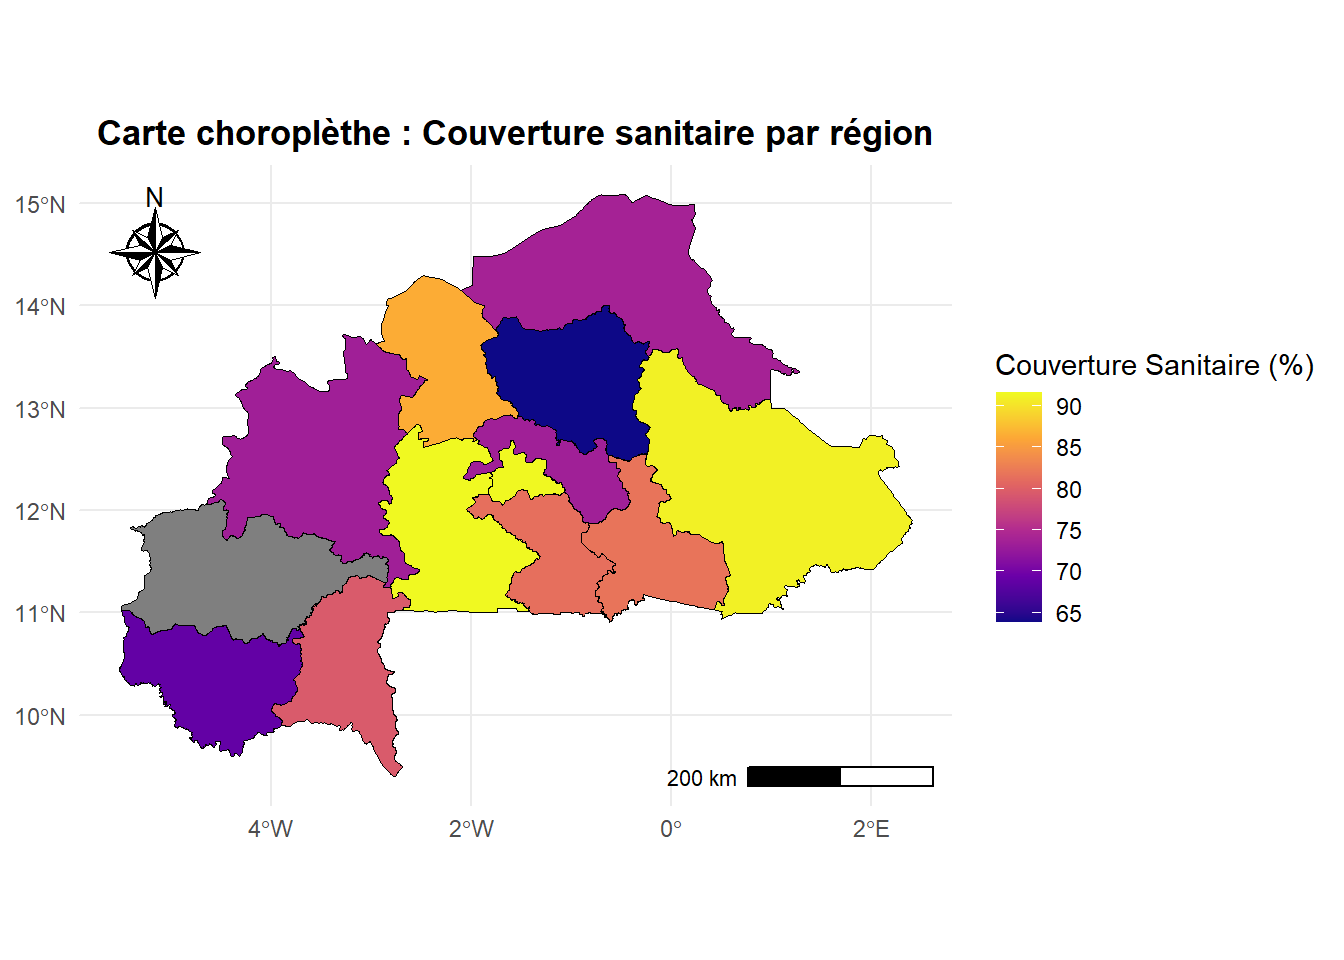 Carte choroplèthe : Couverture sanitaire par région
N
15°N
14°N
13°N
12°N
11°N
10°N
4°W
2°W
0°
2°E
200 km
Couverture Sanitaire (%)
90
85
80
75
70
65